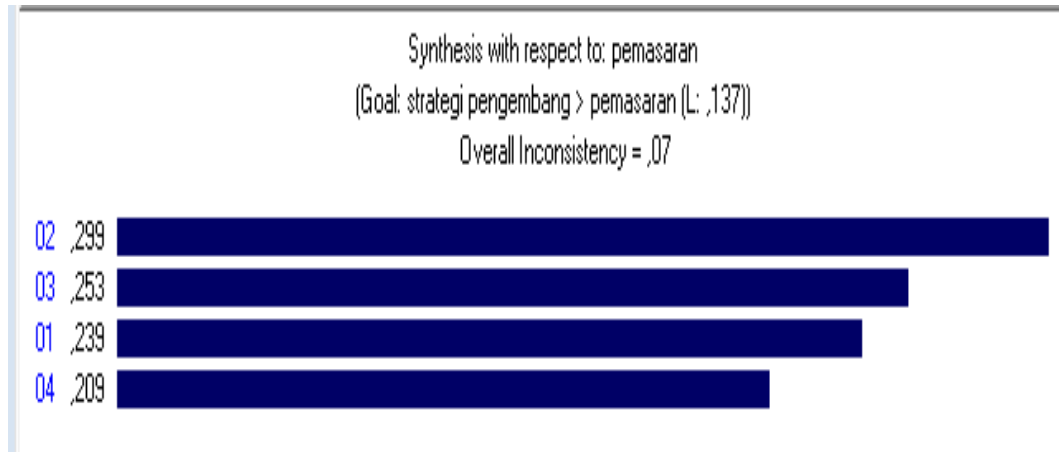 Synthesis with respect to: pemasaran
(Goal: strategi pengembang > pemasaran (L: ,137))
Overall Inconsistency = ,07
02 ,299
03 ,253
01 ,239
04 ,209